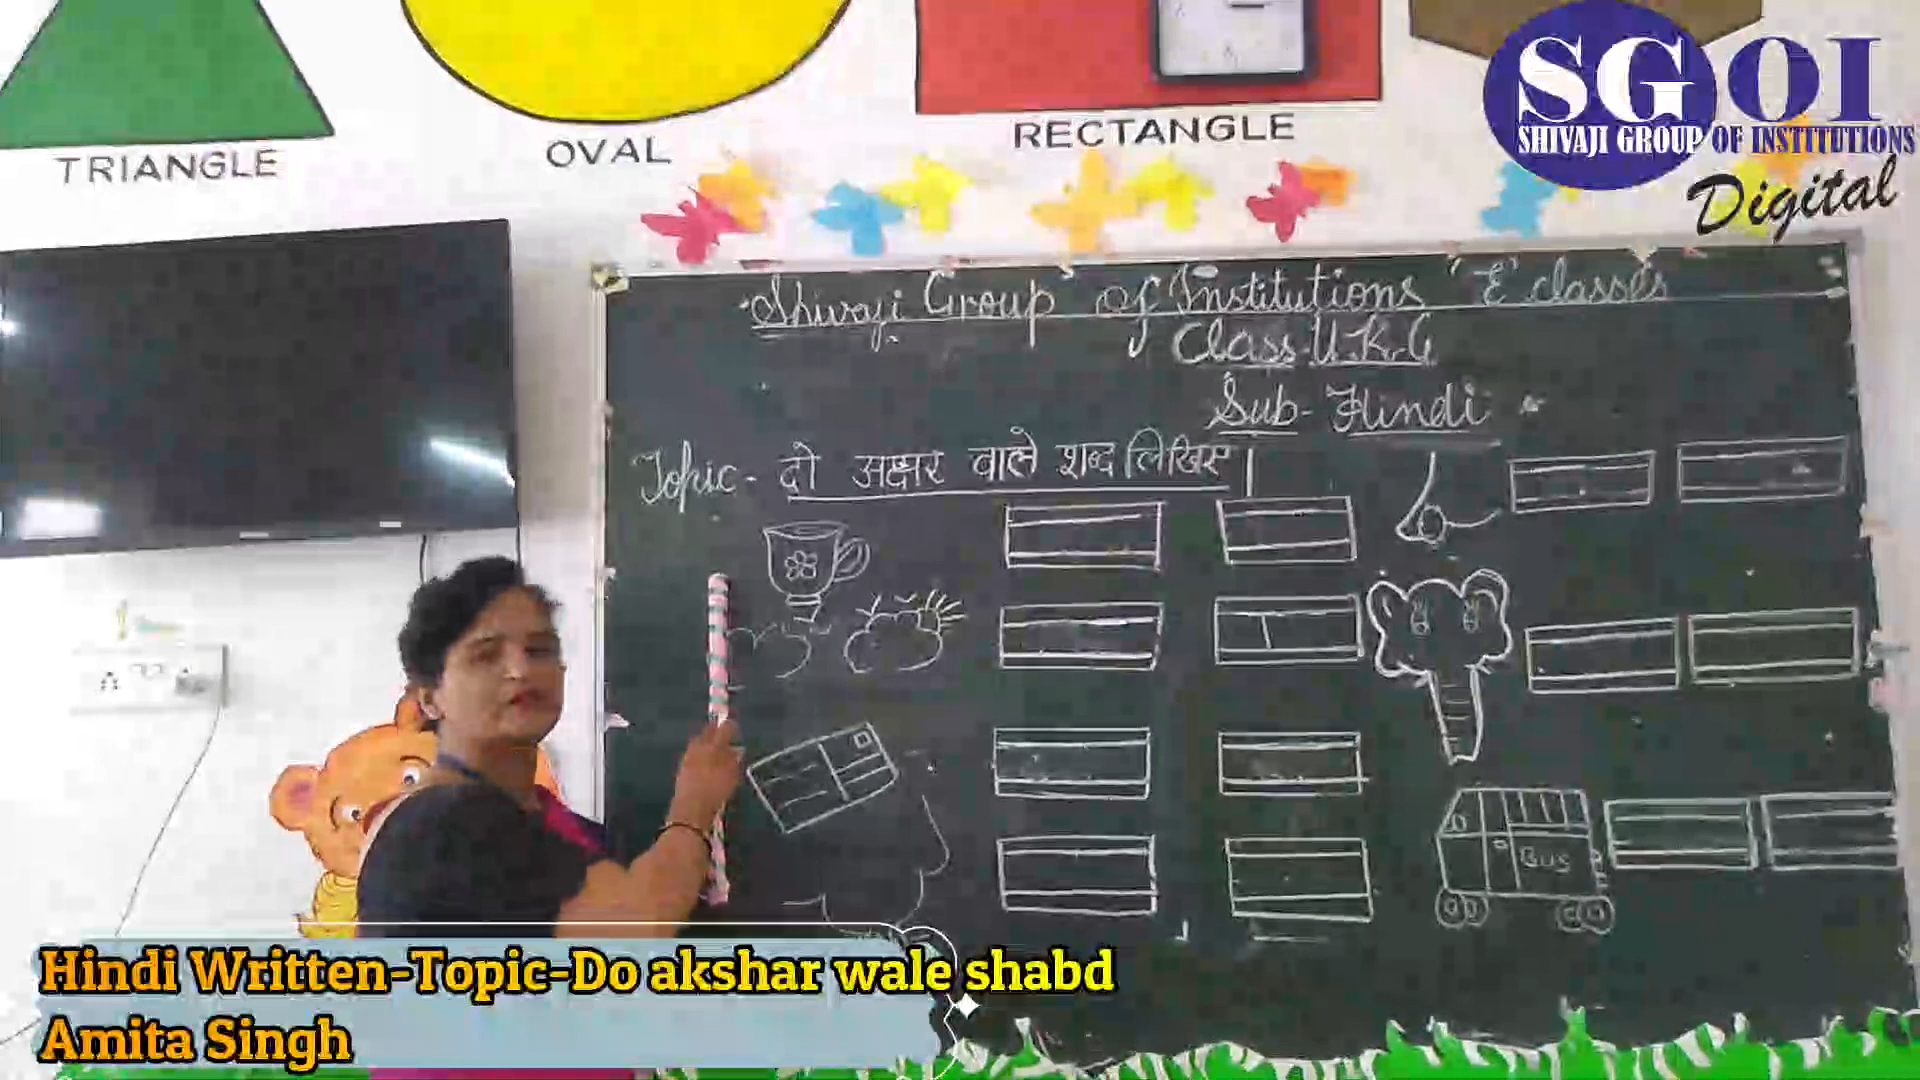 TRIANGLE
OVAL
RECTANGLE
SGOI
SHIVAJI GROUP OF INSTITUTIONS
Digital
"Shivaji Group of Institutions 'E' classes
Class U.K.G
Sub- Hindi
Topic- दो अक्षर वाले शब्द लिखिए।
Bus
Hindi Written-Topic-Do akshar wale shabd
Amita Singh